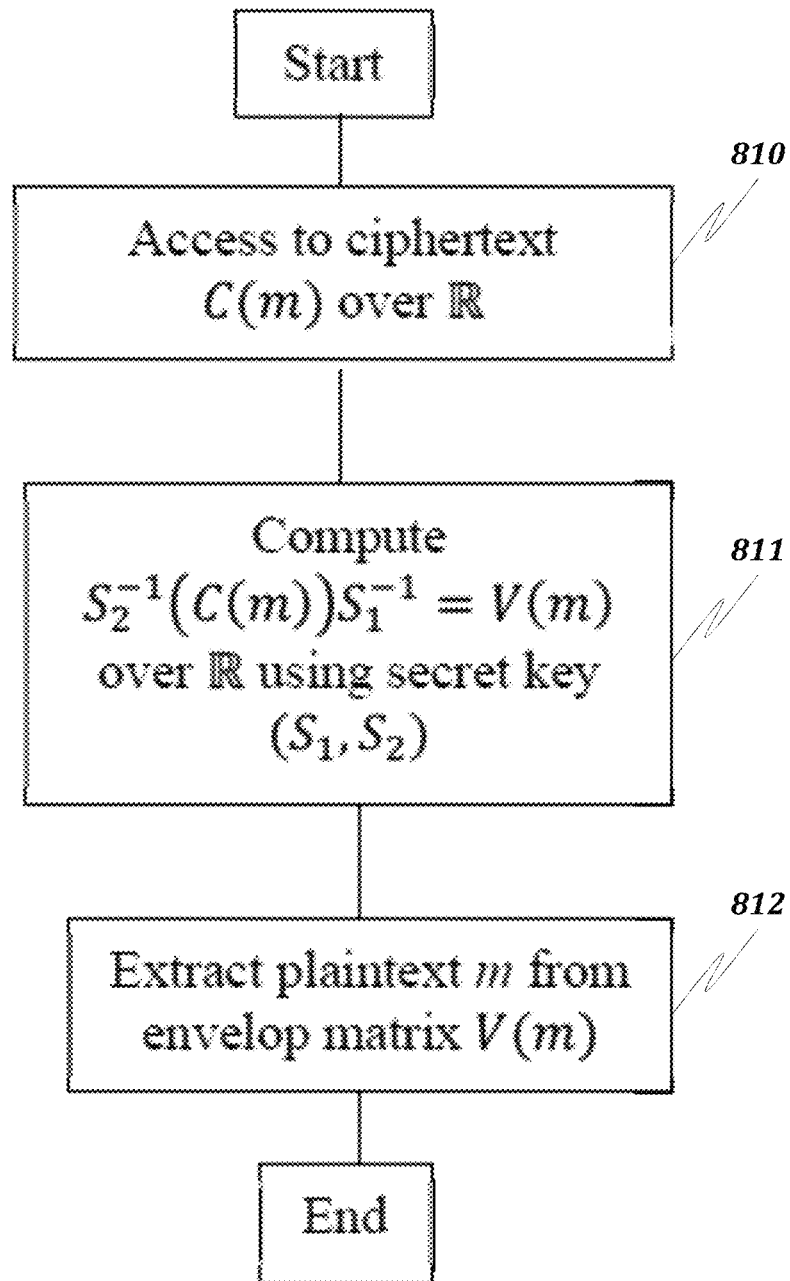 Start
810
Access to ciphertext
C(m) over ℝ
Compute
811
S₂⁻¹(C(m))S₁⁻¹ = V(m)
over ℝ using secret key
(S₁, S₂)
812
Extract plaintext m from
envelop matrix V(m)
End